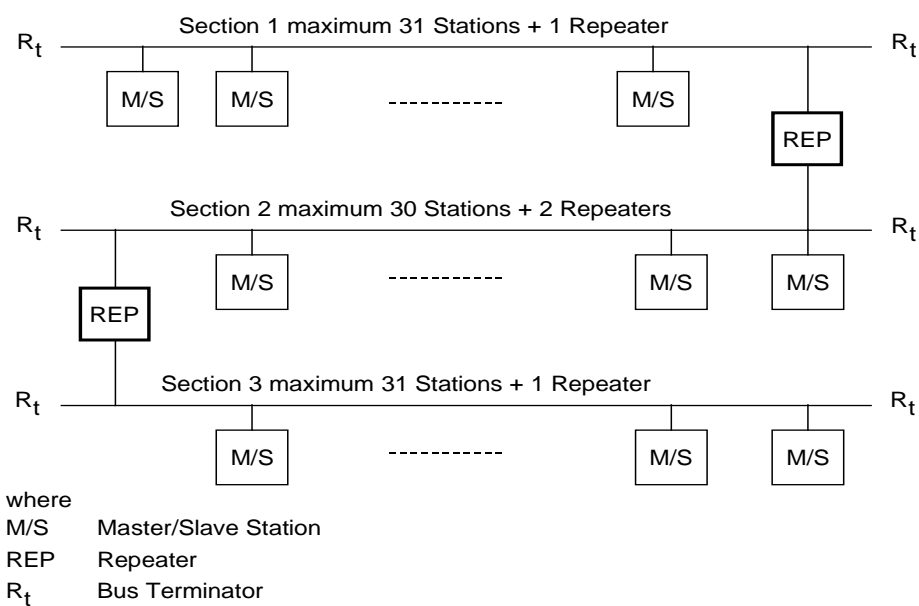 Section 1 maximum 31 Stations + 1 Repeater
Rt Rt
M/S M/S M/S
REP
Section 2 maximum 30 Stations + 2 Repeaters
Rt Rt
M/S M/S M/S
REP
Section 3 maximum 31 Stations + 1 Repeater
Rt Rt
M/S M/S M/S
where
M/S Master/Slave Station
REP Repeater
Rt Bus Terminator